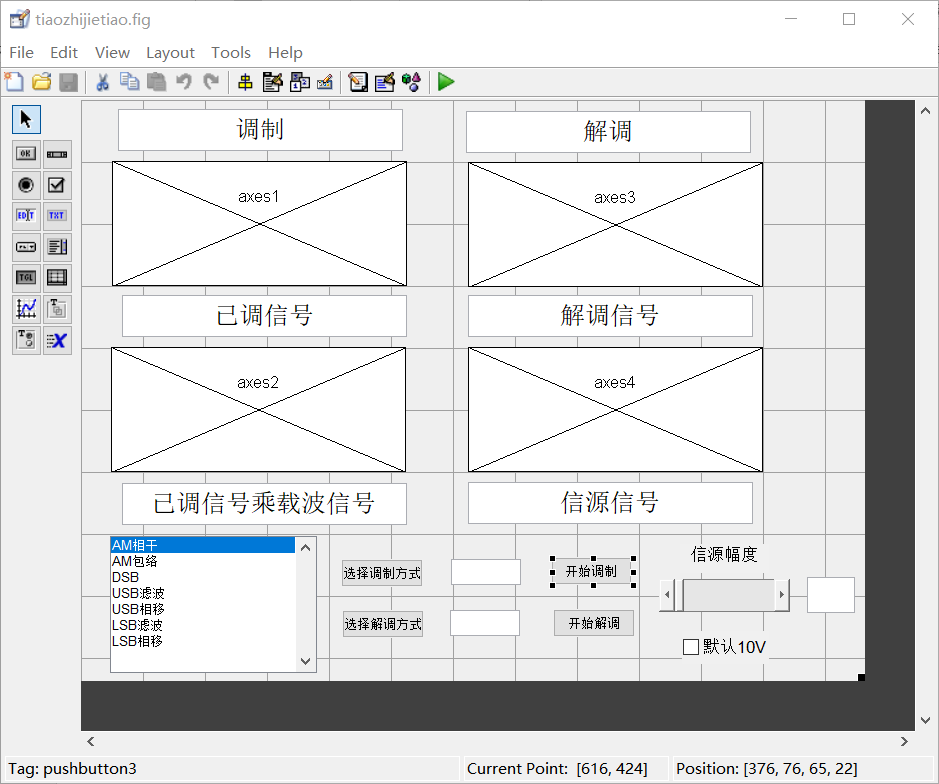 tiaozhijietiao.fig
File Edit View Layout Tools Help
调制
解调
axes1
axes3
已调信号
解调信号
axes2
axes4
已调信号乘载波信号
信源信号
AM相干
AM包络
DSB
USB滤波
USB相移
LSB滤波
LSB相移
选择调制方式
开始调制
选择解调方式
开始解调
信源幅度
默认10V
OK
EDIT
TXT
TGL
Tag: pushbutton3
Current Point: [616, 424]
Position: [376, 76, 65, 22]